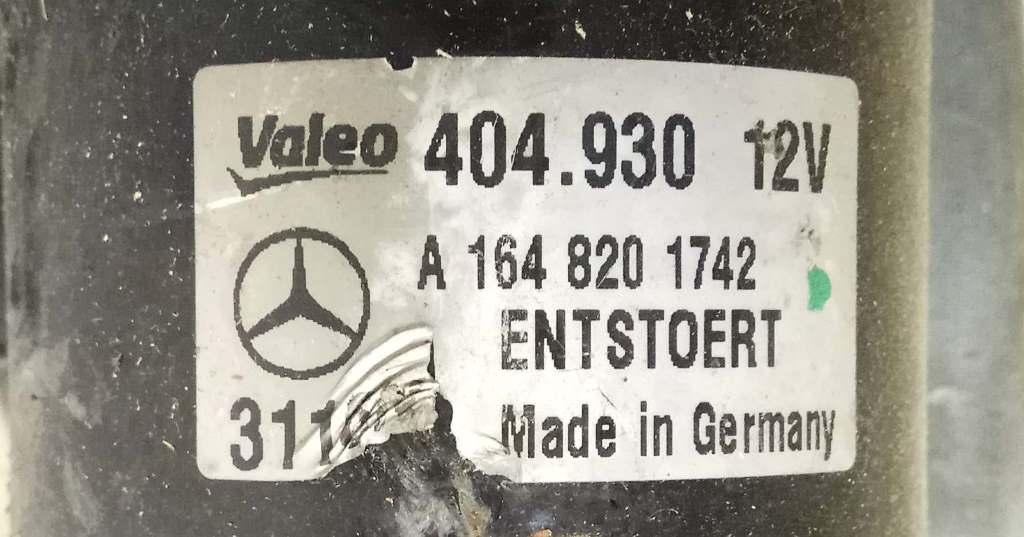 Valeo 404.930 12V
A 164 820 1742
ENTSTOERT
Made in Germany